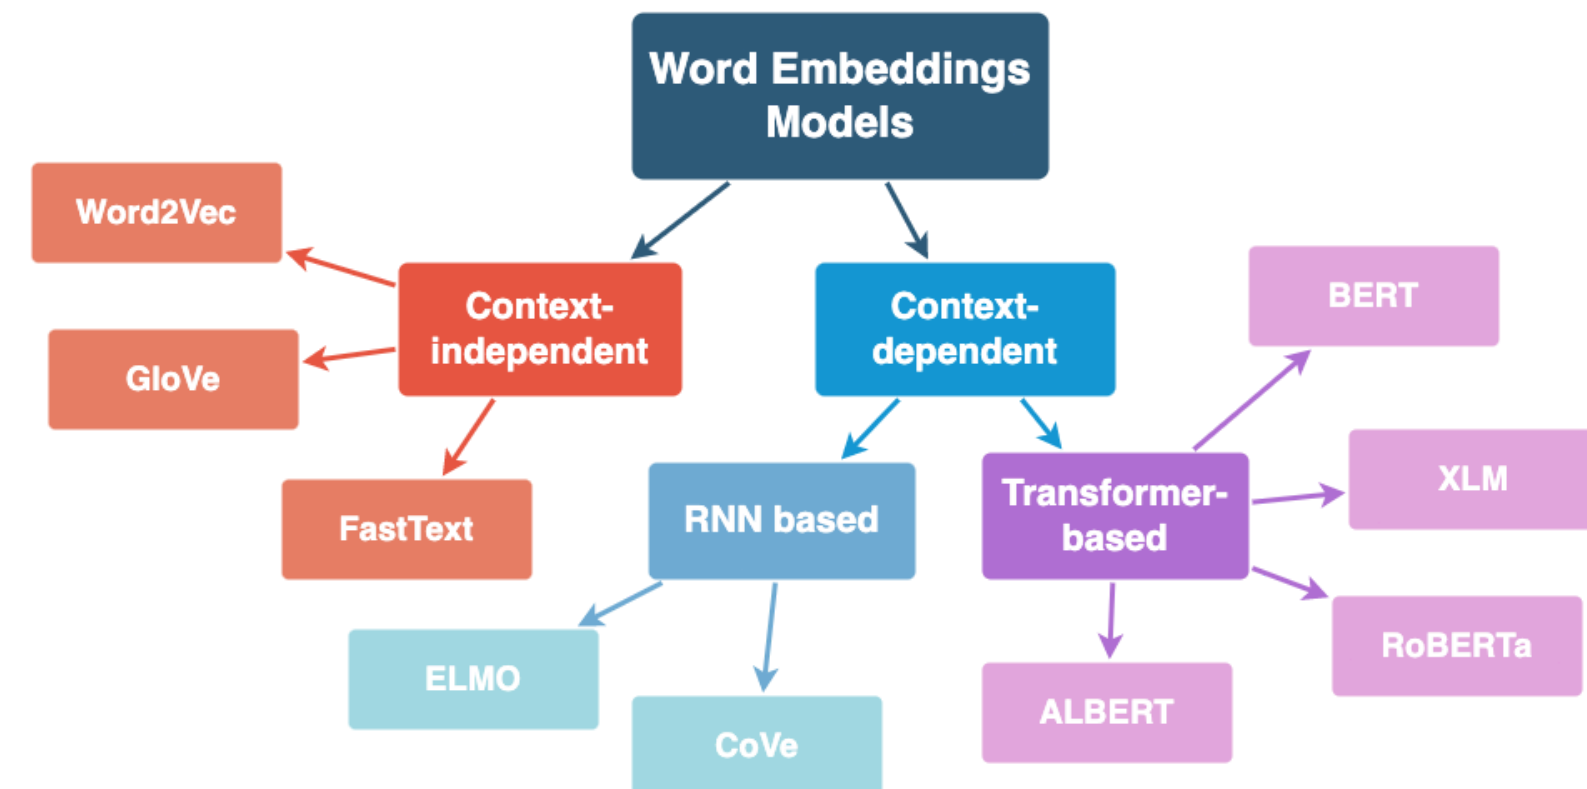 Word Embeddings
Models
Word2Vec
Context-
independent
Context-
dependent
BERT
GloVe
XLM
FastText
RNN based
Transformer-
based
RoBERTa
ELMO
ALBERT
CoVe